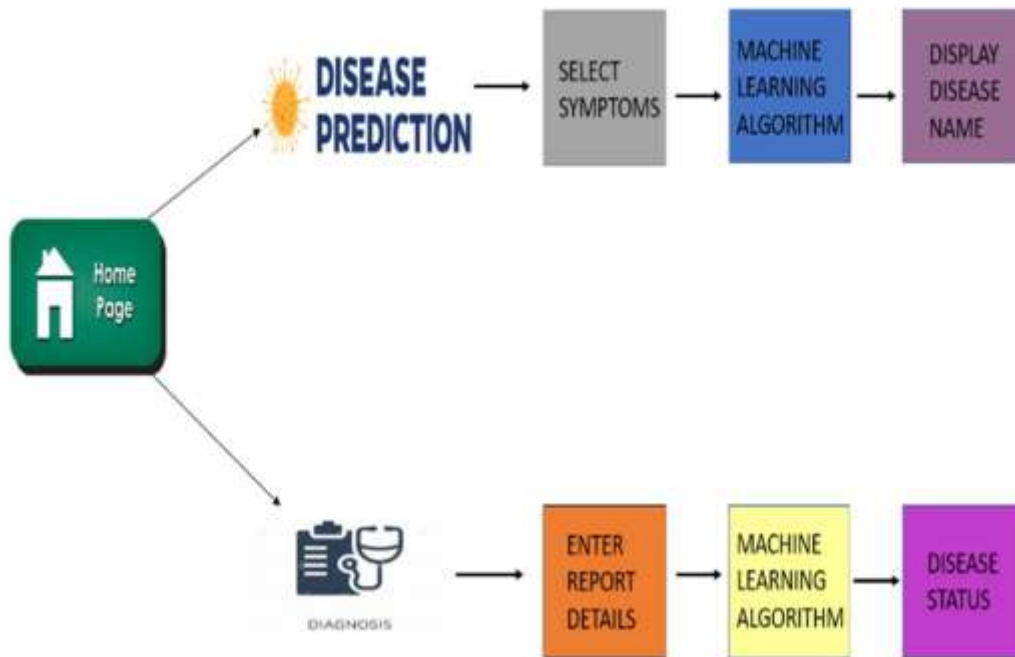 DISEASE
PREDICTION
SELECT
SYMPTOMS
MACHINE
LEARNING
ALGORITHM
DISPLAY
DISEASE
NAME
Home
Page
DIAGNOSIS
ENTER
REPORT
DETAILS
MACHINE
LEARNING
ALGORITHM
DISEASE
STATUS